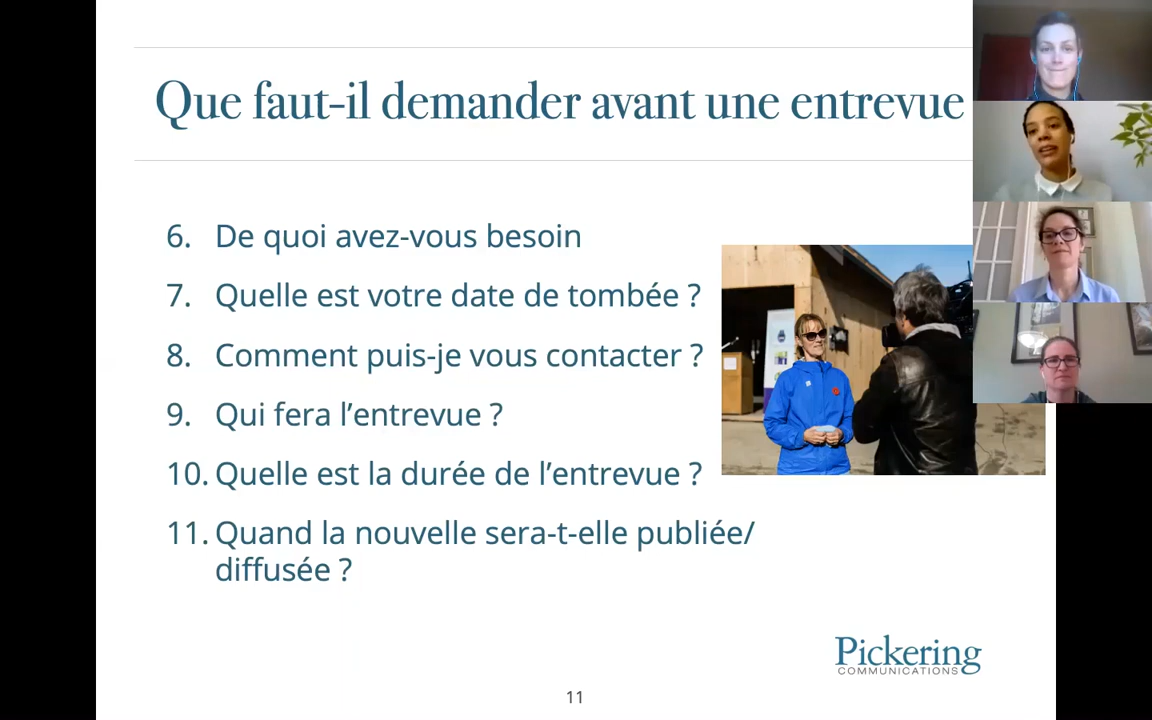 Que faut-il demander avant une entrevue
6. De quoi avez-vous besoin
7. Quelle est votre date de tombée ?
8. Comment puis-je vous contacter ?
9. Qui fera l’entrevue ?
10. Quelle est la durée de l’entrevue ?
11. Quand la nouvelle sera-t-elle publiée/
diffusée ?
Pickering
COMMUNICATIONS
11